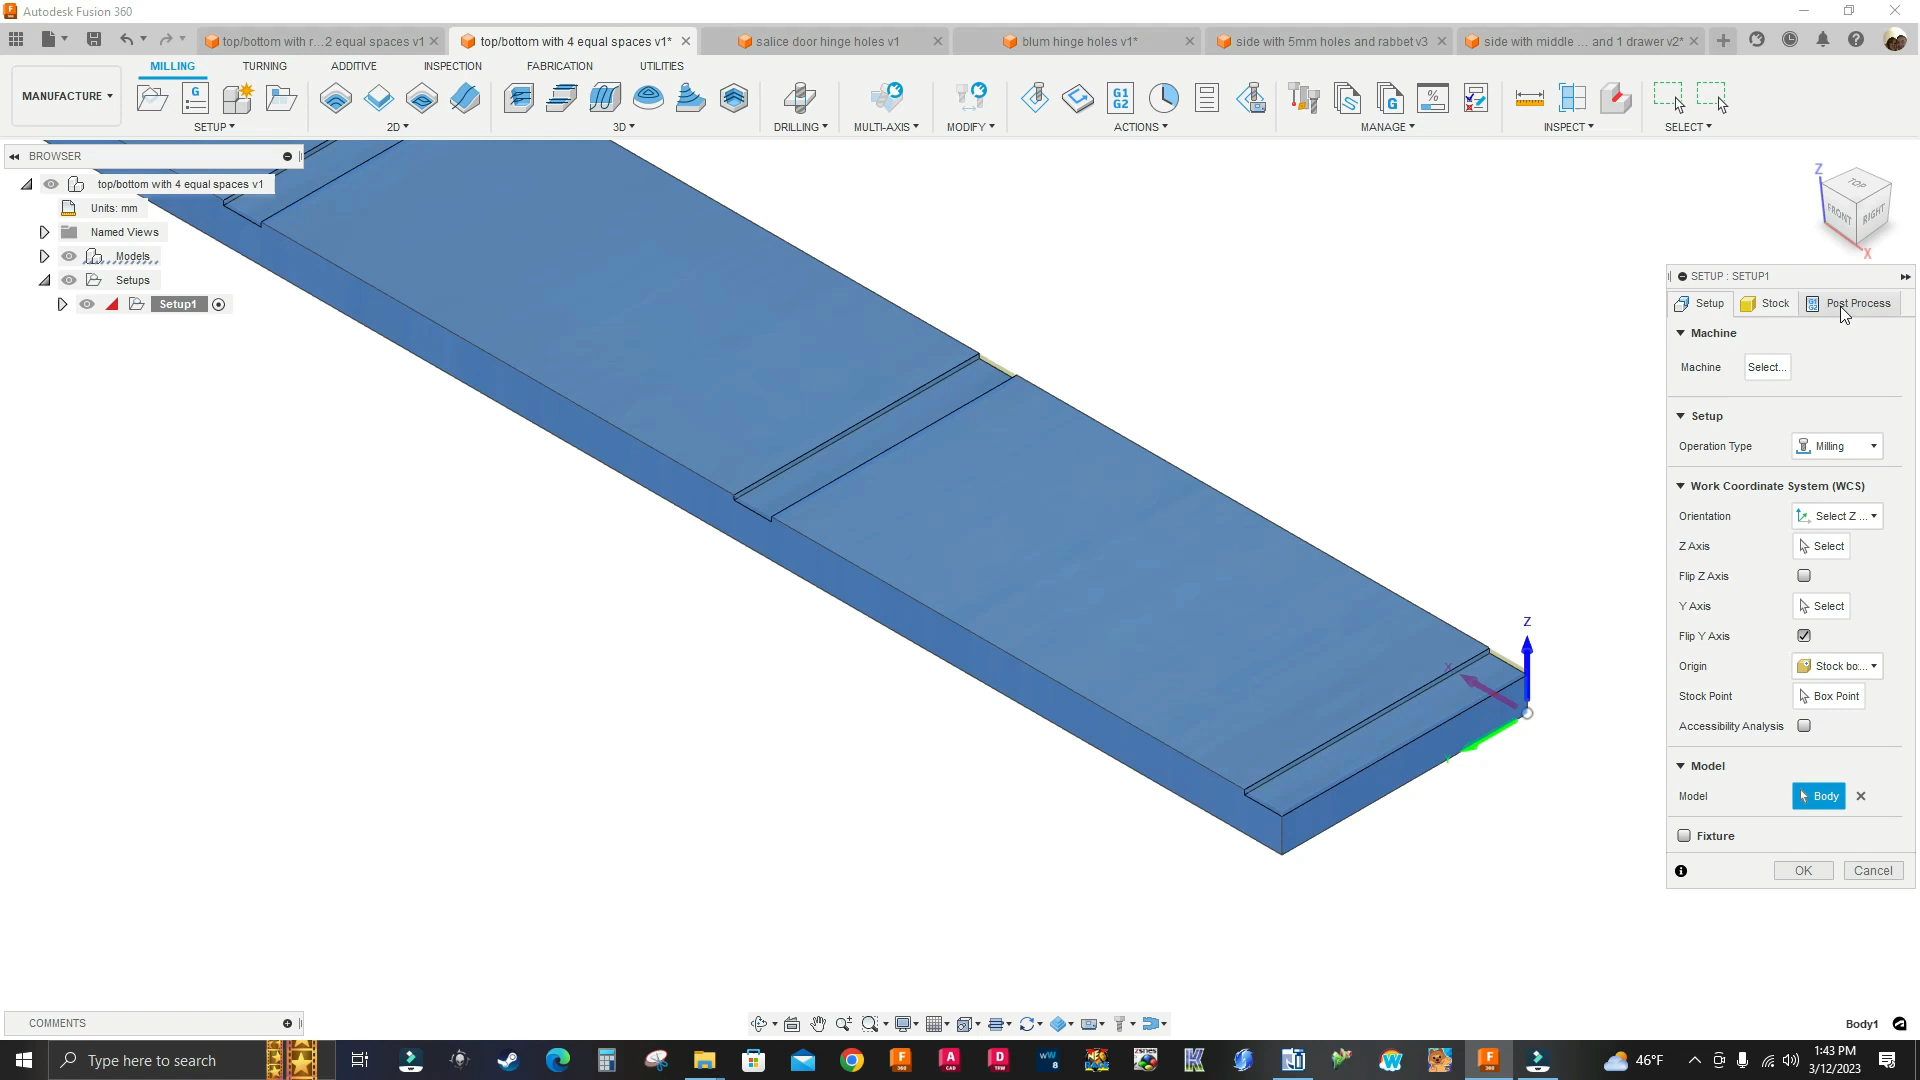 Autodesk Fusion 360
top/bottom with r...2 equal spaces v1
top/bottom with 4 equal spaces v1*
salice door hinge holes v1
blum hinge holes v1*
side with 5mm holes and rabbet v3
side with middle ... and 1 drawer v2*
MILLING TURNING ADDITIVE INSPECTION FABRICATION UTILITIES
MANUFACTURE
SETUP 2D 3D DRILLING MULTI-AXIS MODIFY ACTIONS MANAGE INSPECT SELECT
BROWSER
top/bottom with 4 equal spaces v1
Units: mm
Named Views
Models
Setups
Setup1
Z
TOP
FRONT RIGHT
X
SETUP : SETUP1
Setup Stock Post Process
Machine
Machine Select...
Setup
Operation Type Milling
Work Coordinate System (WCS)
Orientation Select Z ...
Z Axis Select
Flip Z Axis
Y Axis Select
Flip Y Axis
Origin Stock bo...
Stock Point Box Point
Accessibility Analysis
Model
Model Body
Fixture
OK Cancel
Z
X
COMMENTS
Body1
Type here to search
46°F
1:43 PM
3/12/2023